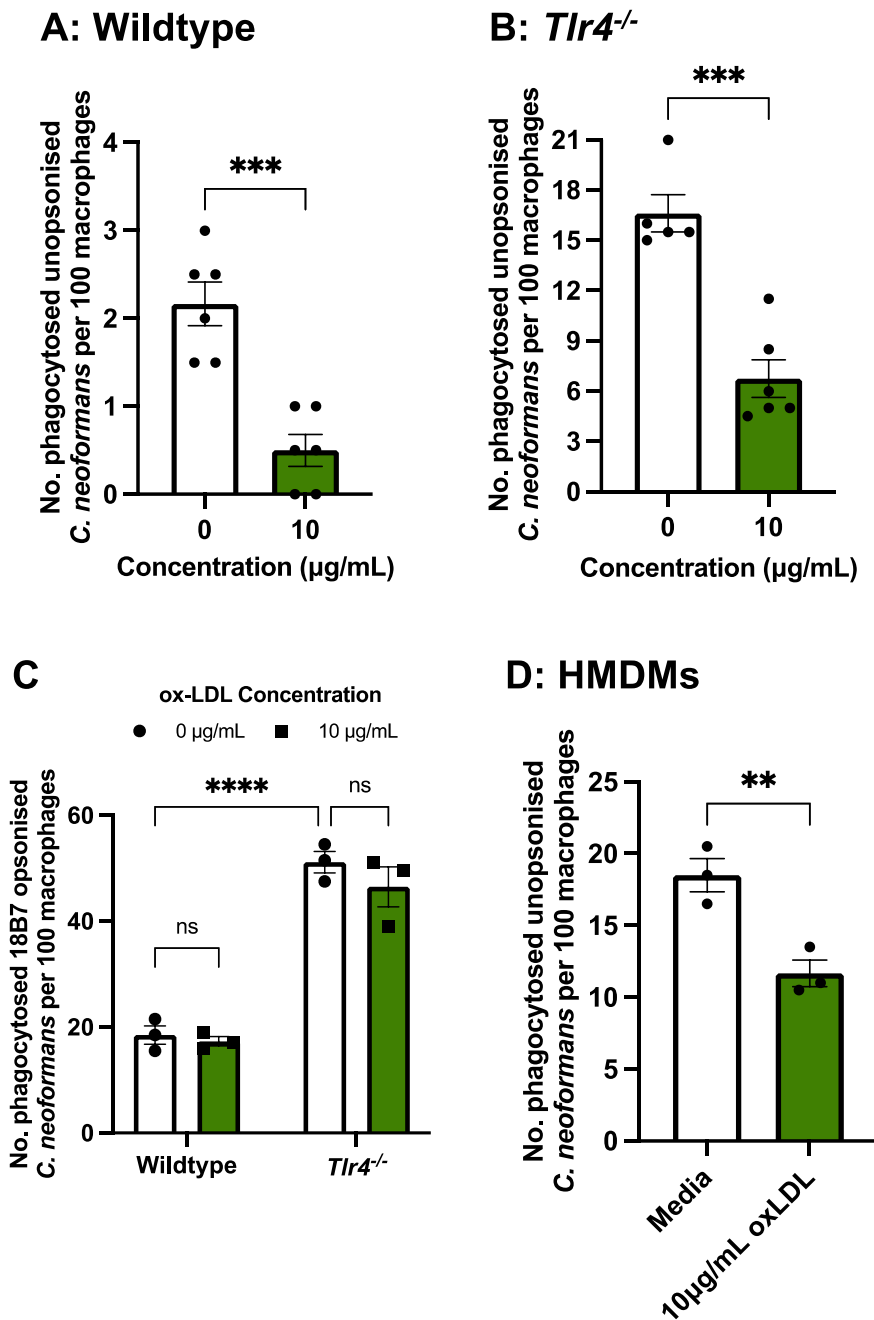 A: Wildtype
No. phagocytosed unopsonised
C. neoformans per 100 macrophages
4
3
2
1
0
***
0
10
Concentration (µg/mL)
B: Tlr4-/-
No. phagocytosed unopsonised
C. neoformans per 100 macrophages
21
18
15
12
9
6
3
0
***
0
10
Concentration (µg/mL)
C
ox-LDL Concentration
0 µg/mL
10 µg/mL
No. phagocytosed 18B7 opsonised
C. neoformans per 100 macrophages
60
40
20
0
ns
****
ns
Wildtype
Tlr4-/-
D: HMDMs
No. phagocytosed unopsonised
C. neoformans per 100 macrophages
25
20
15
10
5
0
**
Media
10µg/mL oxLDL